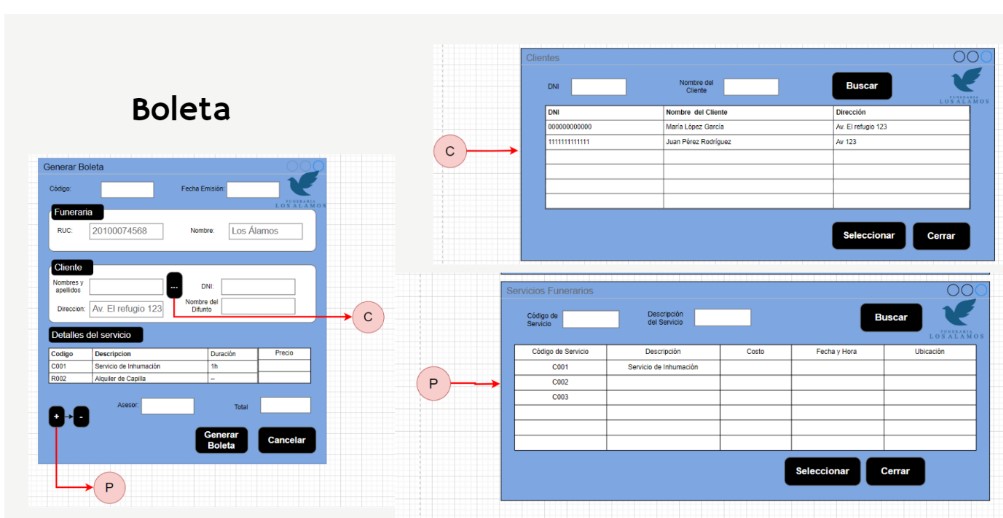 Boleta
Generar Boleta
Código:
Fecha Emisión:
FUNERARIA
LOS ALAMOS
Funeraria
RUC: 20100074568 Nombre: Los Álamos
Cliente
Nombres y apellidos
...
DNI:
Direccion: Av. El refugio 123
Nombre del Difunto
Detalles del servicio
Codigo Descripcion Duración Precio
C001 Servicio de Inhumación 1h
R002 Alquiler de Capilla --
Asesor:
Total
+ -
Generar Boleta
Cancelar
C
P
Clientes
DNI
Nombre del Cliente
Buscar
FUNERARIA
LOS ALAMOS
DNI Nombre del Cliente Dirección
000000000000 María López García Av. El refugio 123
1111111111111 Juan Pérez Rodríguez Av 123
Seleccionar Cerrar
C
Servicios Funerarios
Código de Servicio
Descripción del Servicio
Buscar
FUNERARIA
LOS ALAMOS
Código de Servicio Descripción Costo Fecha y Hora Ubicación
C001 Servicio de Inhumación
C002
C003
Seleccionar Cerrar
P